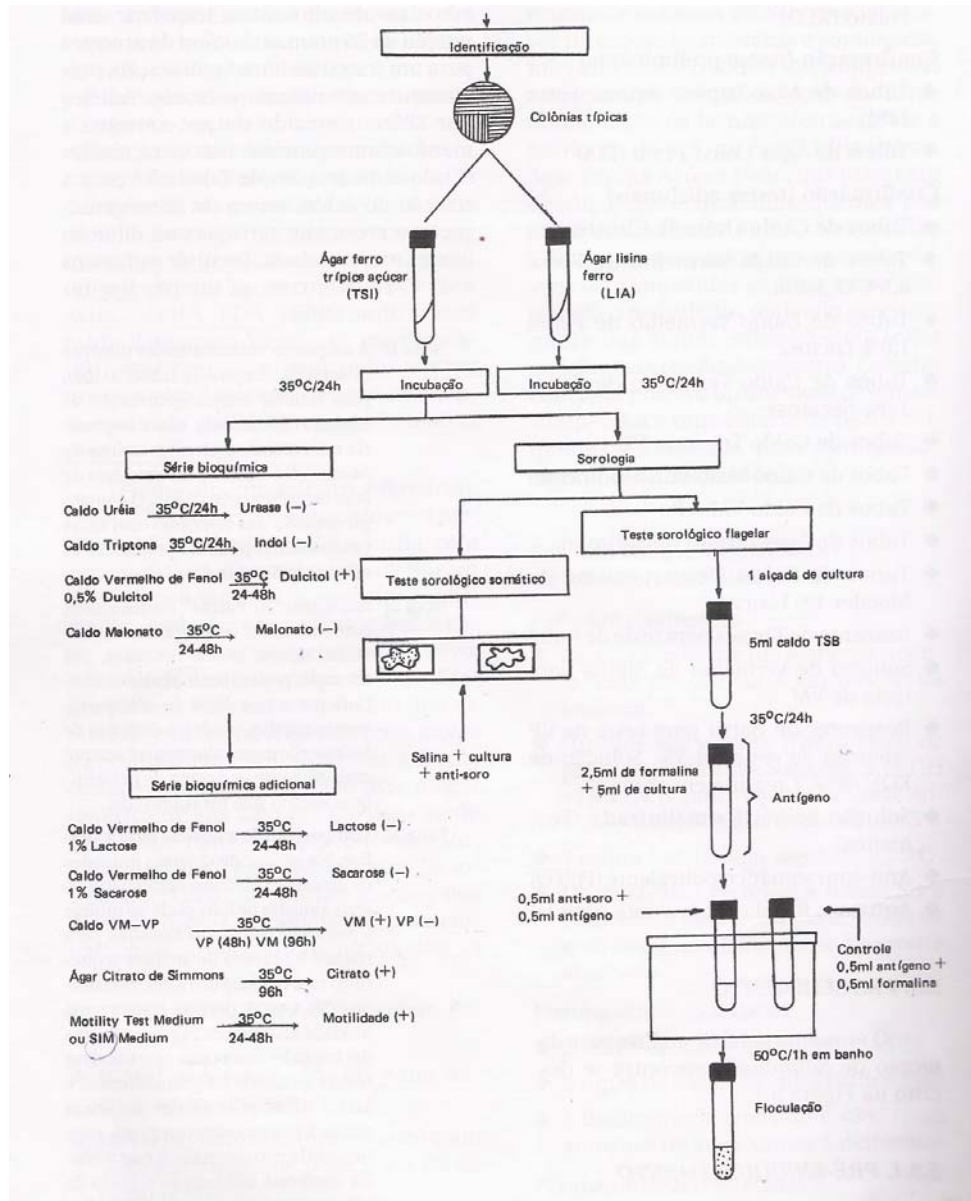 Identificação
Colônias típicas
Ágar ferro
tríplice açúcar
(TSI)
Ágar lisina
ferro
(LIA)
35°C/24h
Incubação
Incubação
35°C/24h
Série bioquímica
Sorologia
Caldo Uréia 35°C/24h Urease (−)
Caldo Triptona 35°C/24h Indol (−)
Caldo Vermelho de Fenol 35°C Dulcitol (+)
0,5% Dulcitol 24-48h
Caldo Malonato 35°C Malonato (−)
24-48h
Teste sorológico somático
Teste sorológico flagelar
1 alçada de cultura
5ml caldo TSB
35°C/24h
Salina + cultura
+ anti-soro
2,5ml de formalina
+ 5ml de cultura
Antígeno
Série bioquímica adicional
Caldo Vermelho de Fenol 35°C Lactose (−)
1% Lactose 24-48h
Caldo Vermelho de Fenol 35°C Sacarose (−)
1% Sacarose 24-48h
Caldo VM−VP 35°C VM (+) VP (−)
VP (48h) VM (96h)
Ágar Citrato de Simmons 35°C Citrato (+)
96h
Motility Test Medium 35°C Motilidade (+)
ou SIM Medium 24-48h
0,5ml anti-soro +
0,5ml antígeno
Controle
0,5ml antígeno +
0,5ml formalina
50°C/1h em banho
Floculação